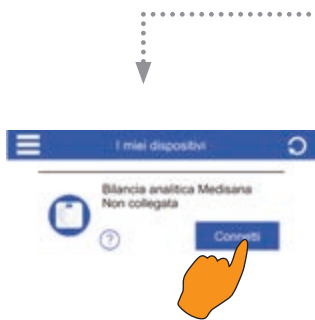 I miei dispositivi
Bilancia analitica Medisana
Non collegata
?
Connetti